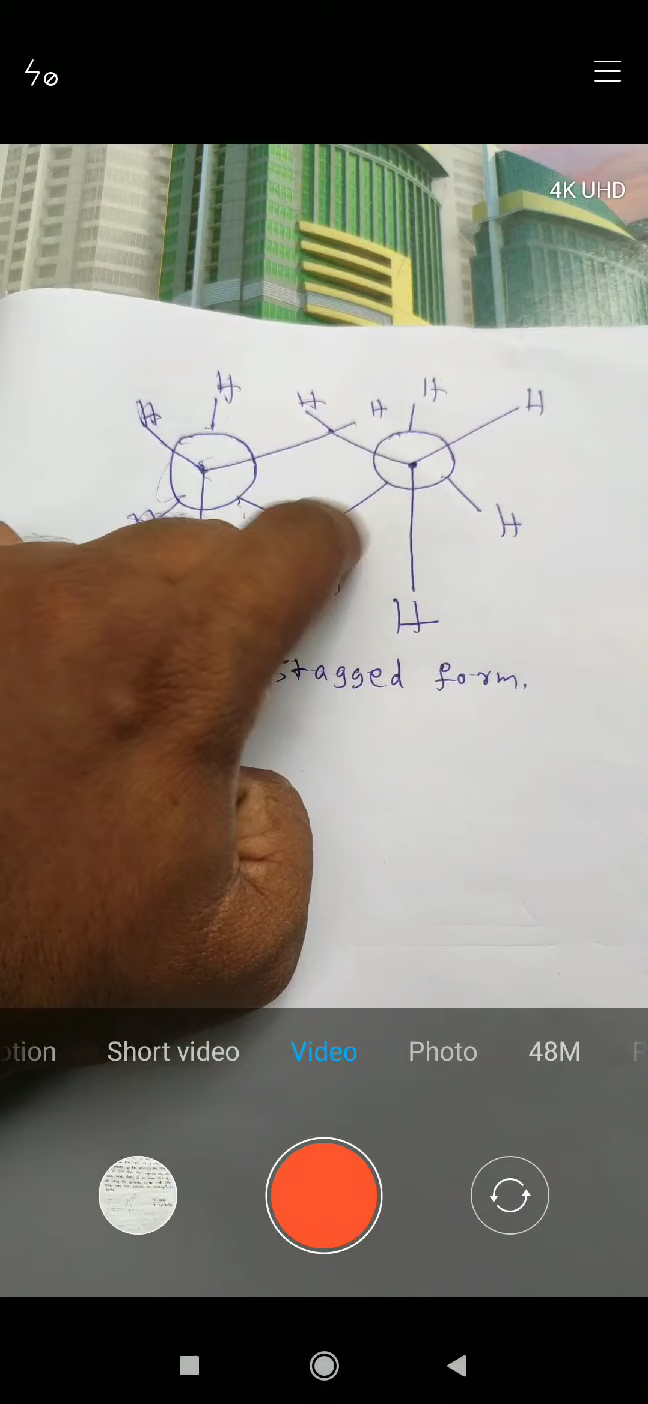 4K UHD
H H H H H H
H
H
stagged form.
Short video Video Photo 48M